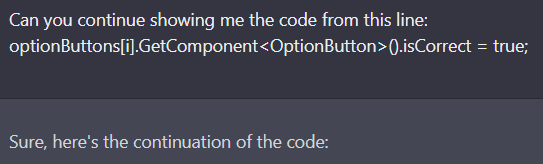 Can you continue showing me the code from this line:
optionButtons[i].GetComponent<OptionButton>().isCorrect = true;
Sure, here's the continuation of the code: